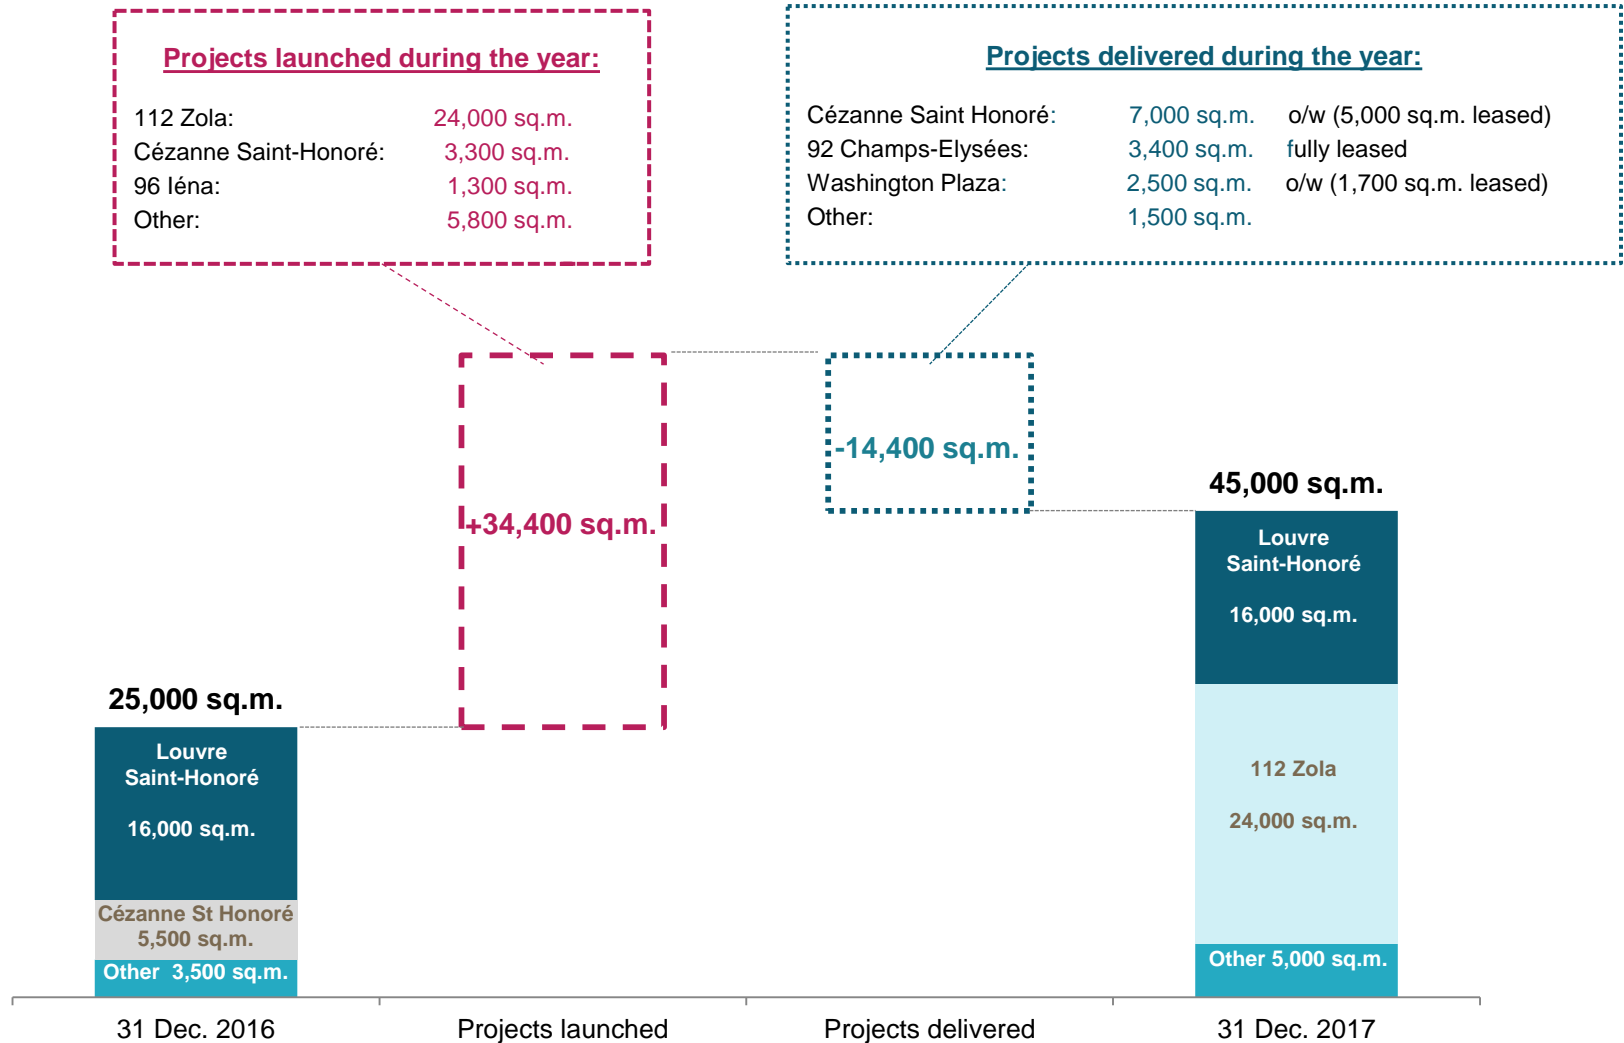 Projects launched during the year:
112 Zola: 24,000 sq.m.
Cézanne Saint-Honoré: 3,300 sq.m.
96 Iéna: 1,300 sq.m.
Other: 5,800 sq.m.
Projects delivered during the year:
Cézanne Saint Honoré: 7,000 sq.m. o/w (5,000 sq.m. leased)
92 Champs-Elysées: 3,400 sq.m. fully leased
Washington Plaza: 2,500 sq.m. o/w (1,700 sq.m. leased)
Other: 1,500 sq.m.
25,000 sq.m.
Louvre
Saint-Honoré
16,000 sq.m.
Cézanne St Honoré
5,500 sq.m.
Other 3,500 sq.m.
+34,400 sq.m.
-14,400 sq.m.
45,000 sq.m.
Louvre
Saint-Honoré
16,000 sq.m.
112 Zola
24,000 sq.m.
Other 5,000 sq.m.
31 Dec. 2016
Projects launched
Projects delivered
31 Dec. 2017